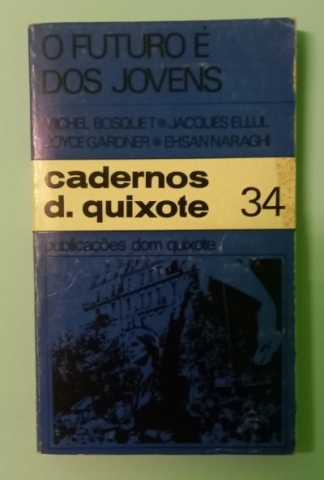 O FUTURO É
DOS JOVENS
MICHEL BOSQUET * JACQUES ELLUL
JOYCE GARDNER * EHSAN NARAGHI
cadernos
d. quixote 34
publicações dom quixote